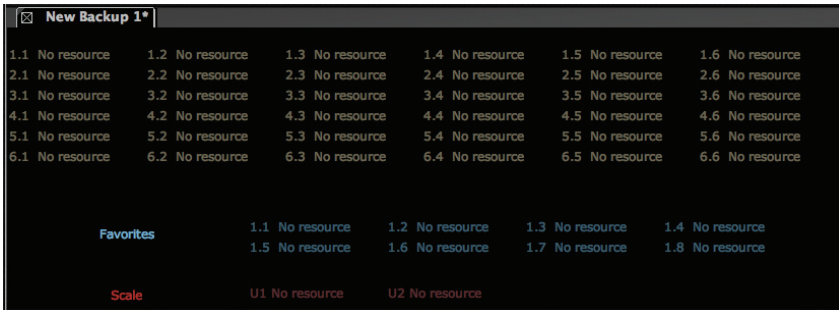 New Backup 1*
1.1 No resource 1.2 No resource 1.3 No resource 1.4 No resource 1.5 No resource 1.6 No resource
2.1 No resource 2.2 No resource 2.3 No resource 2.4 No resource 2.5 No resource 2.6 No resource
3.1 No resource 3.2 No resource 3.3 No resource 3.4 No resource 3.5 No resource 3.6 No resource
4.1 No resource 4.2 No resource 4.3 No resource 4.4 No resource 4.5 No resource 4.6 No resource
5.1 No resource 5.2 No resource 5.3 No resource 5.4 No resource 5.5 No resource 5.6 No resource
6.1 No resource 6.2 No resource 6.3 No resource 6.4 No resource 6.5 No resource 6.6 No resource
Favorites
1.1 No resource 1.2 No resource 1.3 No resource 1.4 No resource
1.5 No resource 1.6 No resource 1.7 No resource 1.8 No resource
Scale U1 No resource U2 No resource